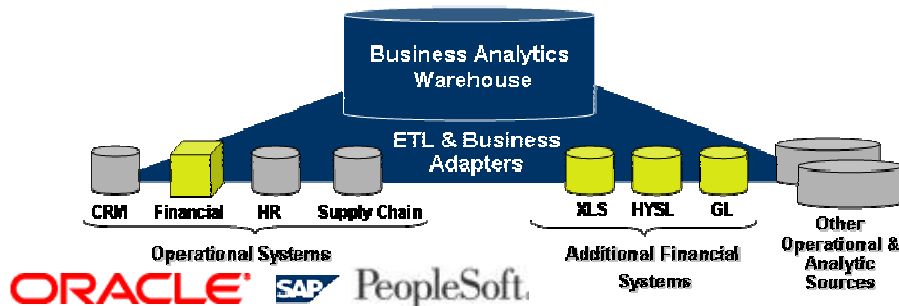 Business Analytics
Warehouse
ETL & Business
Adapters
CRM
Financial
HR
Supply Chain
XLS
HYSL
GL
Operational Systems
Additional Financial
Systems
Other
Operational &
Analytic
Sources
ORACLE®
SAP
PeopleSoft.